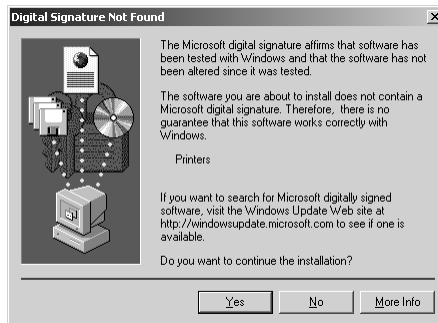 Digital Signature Not Found
The Microsoft digital signature affirms that software has
been tested with Windows and that the software has not
been altered since it was tested.
The software you are about to install does not contain a
Microsoft digital signature. Therefore, there is no
guarantee that this software works correctly with
Windows.
Printers
If you want to search for Microsoft digitally signed
software, visit the Windows Update Web site at
http://windowsupdate.microsoft.com to see if one is
available.
Do you want to continue the installation?
Yes No More Info